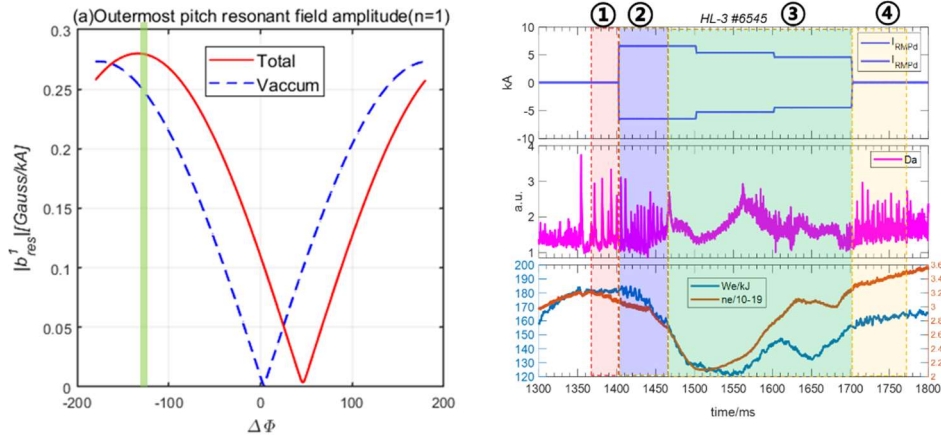 (a)Outermost pitch resonant field amplitude(n=1)
0.3
0.25
0.2
0.15
0.1
0.05
0
|b¹res|[Gauss/kA]
Total
Vaccum
-200
-100
0
100
200
ΔΦ
① ② ③ ④
HL-3 #6545
10
5
0
-5
-10
kA
I_RMPd
I_RMPd
4
3
2
1
a.u.
Da
200
190
180
170
160
150
140
130
120
We/kJ
ne/10-19
3.6
3.4
3.2
3
2.8
2.6
2.4
2.2
2
1300 1350 1400 1450 1500 1550 1600 1650 1700 1750 1800
time/ms